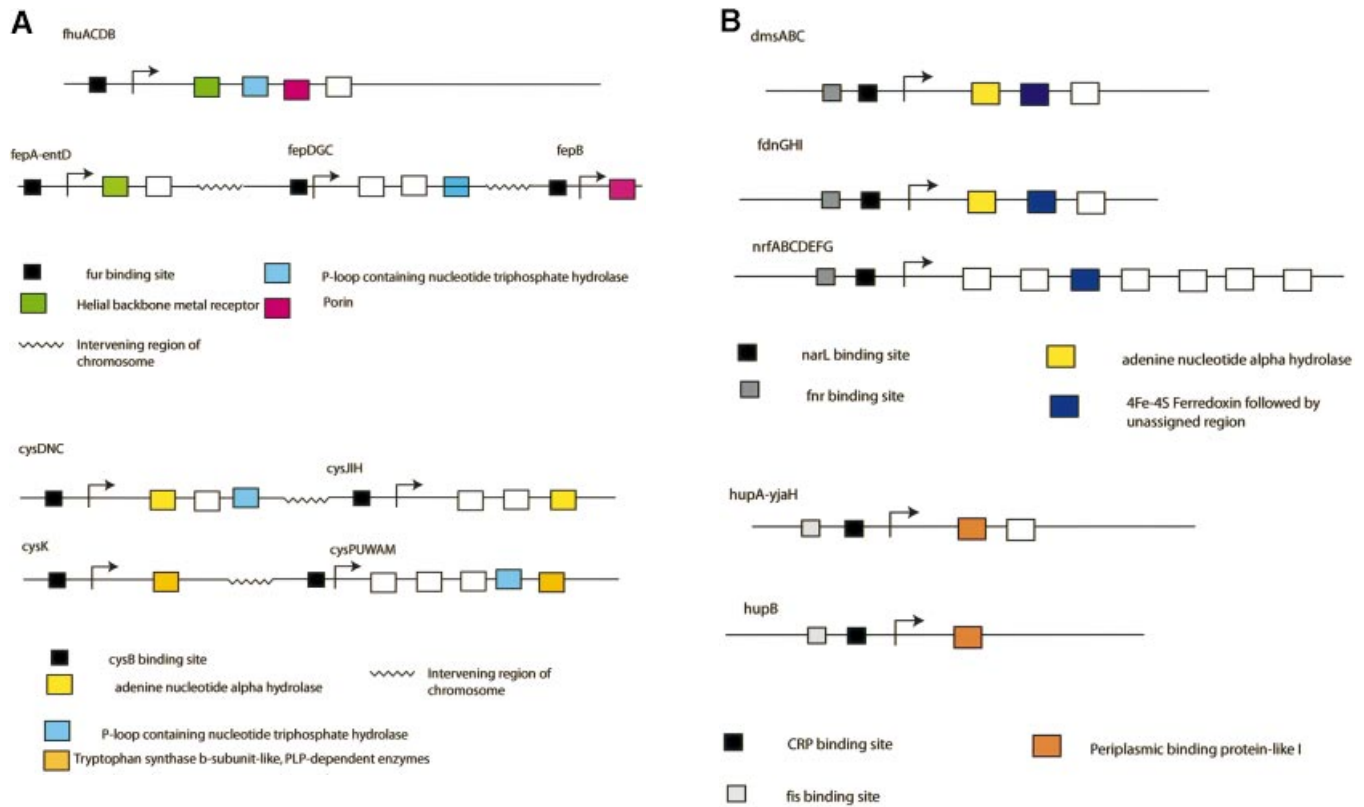 A
fhuACDB
fepA-entD
fepDGC
fepB
fur binding site
P-loop containing nucleotide triphosphate hydrolase
Helial backbone metal receptor
Porin
Intervening region of
chromosome
cysDNC
cysJIH
cysK
cysPUWAM
cysB binding site
adenine nucleotide alpha hydrolase
Intervening region of
chromosome
P-loop containing nucleotide triphosphate hydrolase
Tryptophan synthase b-subunit-like, PLP-dependent enzymes
B
dmsABC
fdnGHI
nrfABCDEFG
narL binding site
adenine nucleotide alpha hydrolase
fnr binding site
4Fe-4S Ferredoxin followed by
unassigned region
hupA-yjaH
hupB
CRP binding site
Periplasmic binding protein-like I
fis binding site